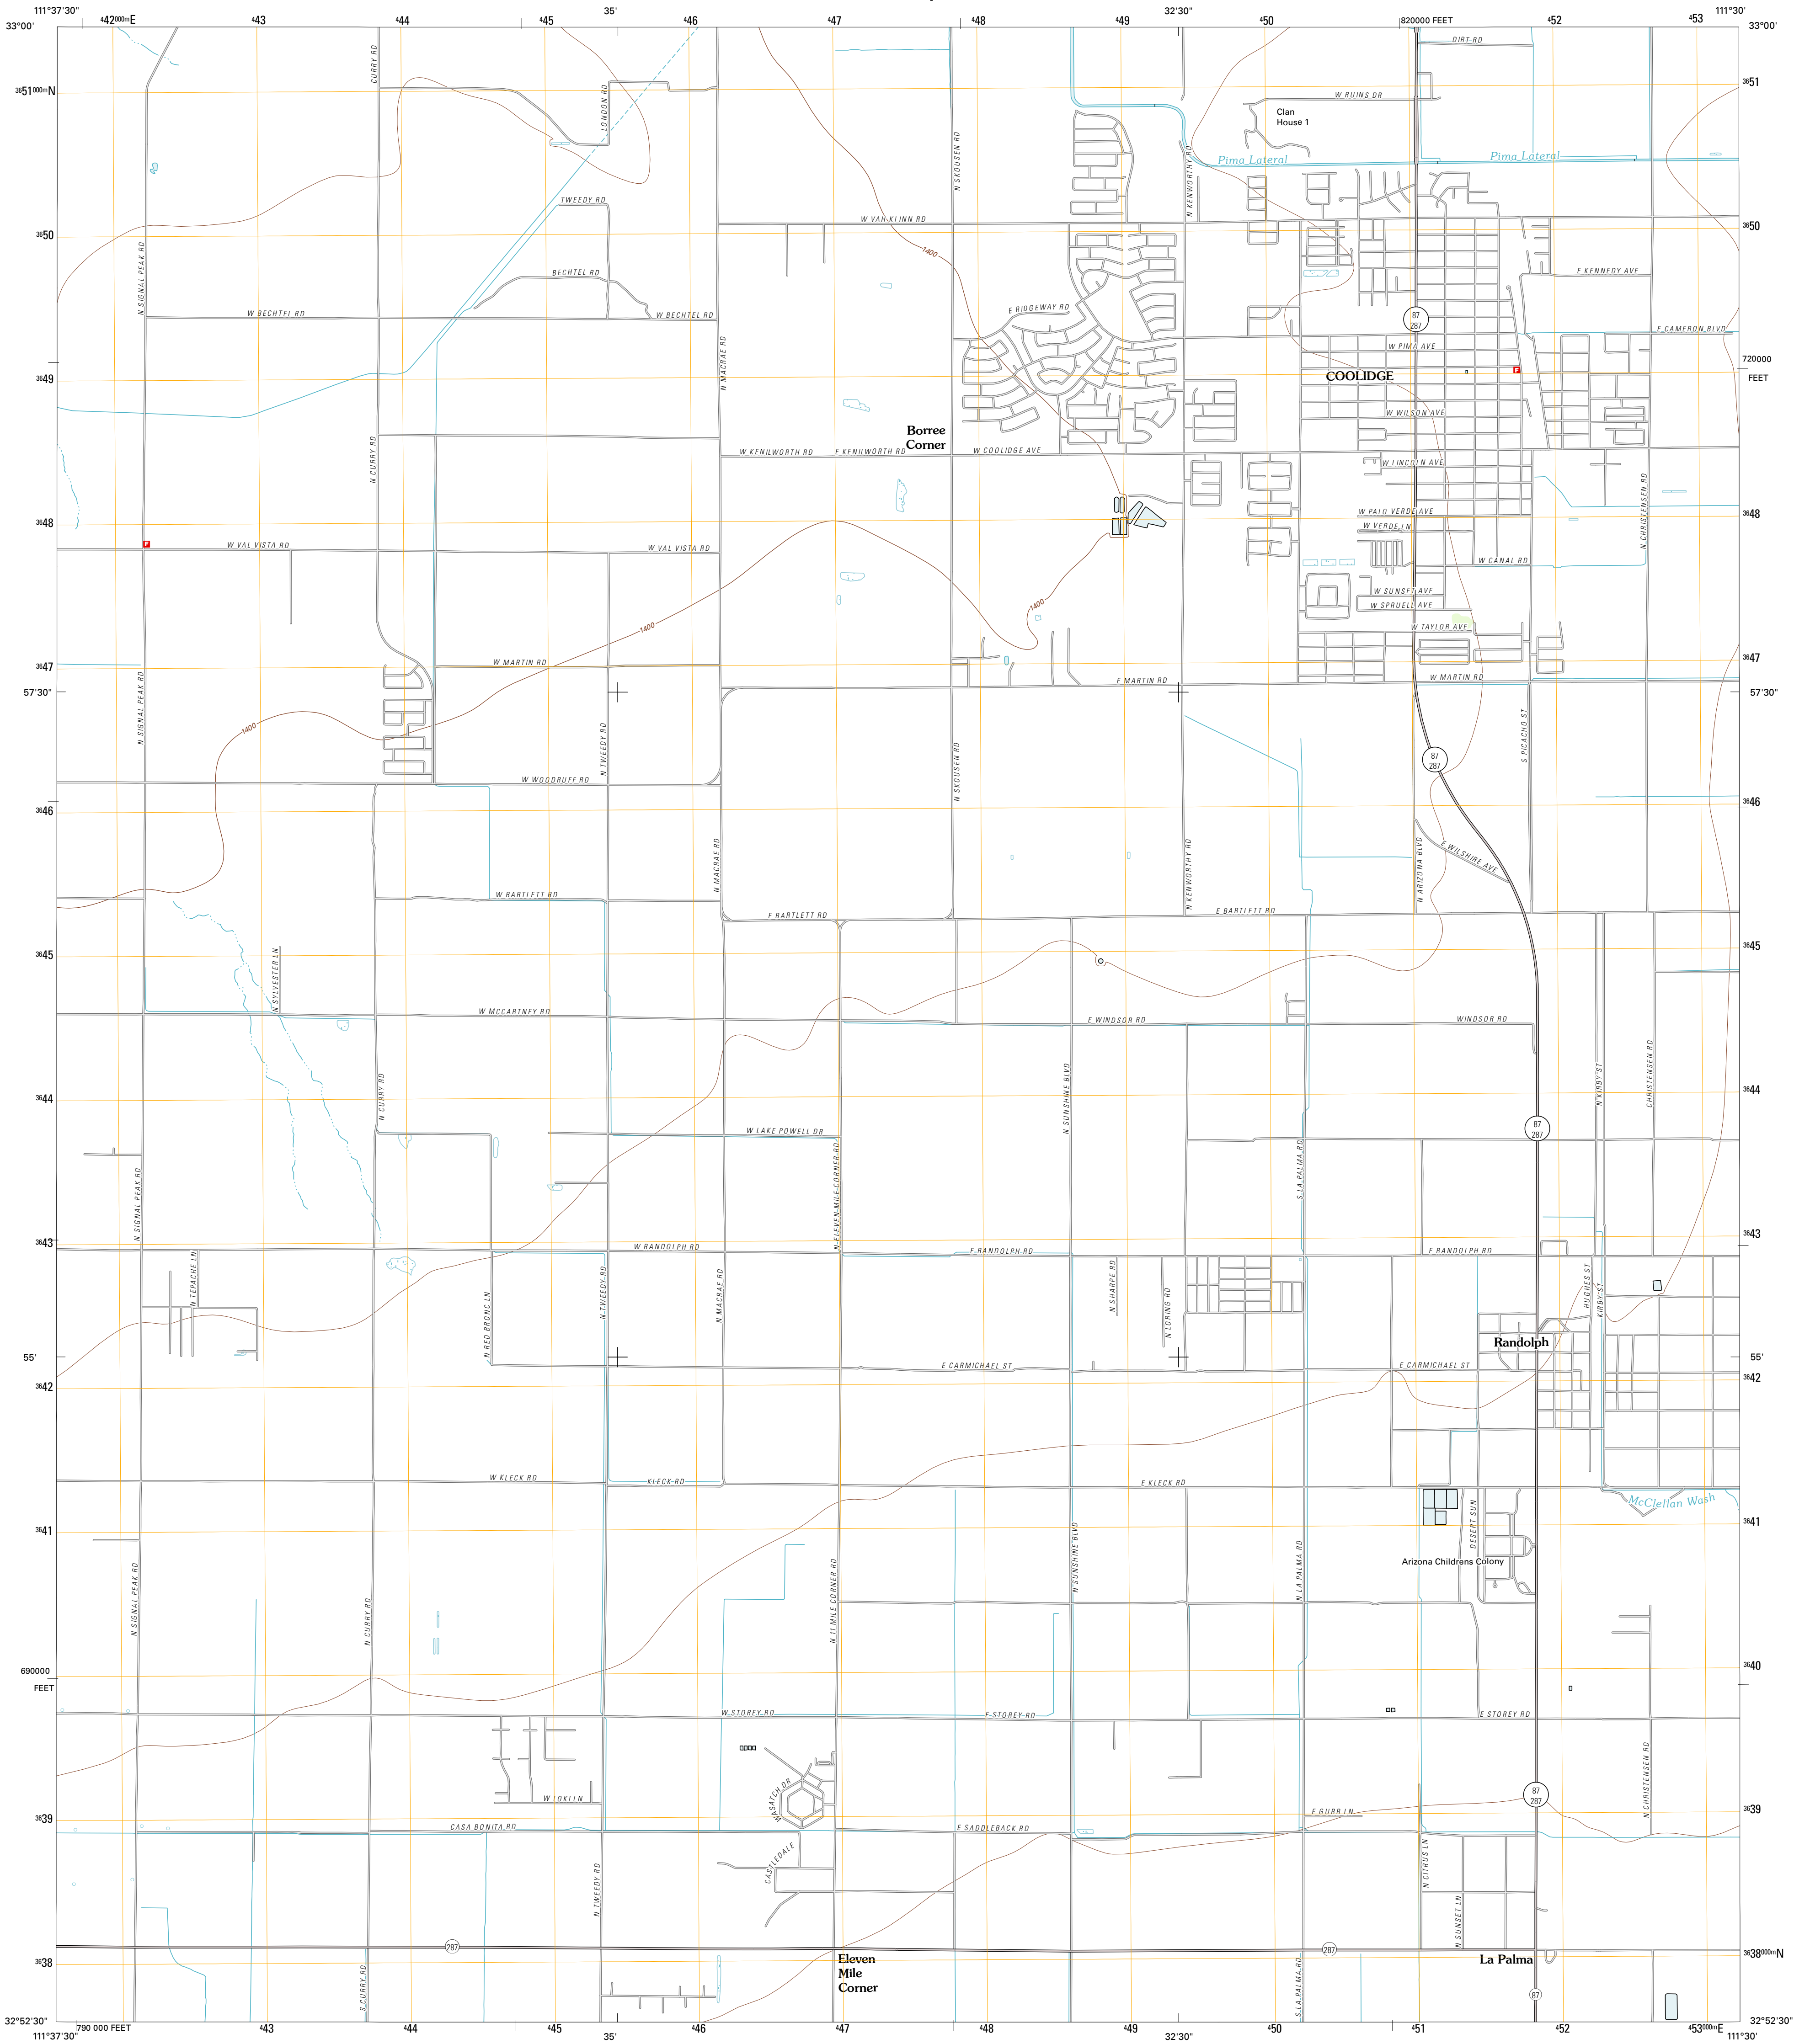 111°37'30"
⁴42⁰⁰⁰ᵐE
⁴43
⁴44
⁴45
35'
⁴46
⁴47
⁴48
⁴49
32'30"
⁴50
820000 FEET
⁴52
⁴53
111°30'
33°00'
33°00'
DIRT RD
CURRY RD
³⁶51⁰⁰⁰ᵐN
³⁶51
LONDON RD
W RUINS DR
Clan
House 1
N SKOUSEN RD
N KENWORTHY RD
Pima Lateral
Pima Lateral
TWEEDY RD
W VAH KI INN RD
³⁶50
³⁶50
1400
N SIGNAL PEAK RD
BECHTEL RD
E KENNEDY AVE
W BECHTEL RD
W BECHTEL RD
E RIDGEWAY RD
87
287
E CAMERON BLVD
N MACRAE RD
W PIMA AVE
720000
FEET
³⁶49
³⁶49
COOLIDGE
F
W WILSON AVE
Borree
Corner
N CURRY RD
W KENILWORTH RD
E KENILWORTH RD
W COOLIDGE AVE
W LINCOLN AVE
N CHRISTENSEN RD
W PALO VERDE AVE
³⁶48
³⁶48
W VERDE LN
F
W VAL VISTA RD
W VAL VISTA RD
W CANAL RD
W SUNSET AVE
W SPRUELL AVE
1400
1400
W TAYLOR AVE
³⁶47
³⁶47
W MARTIN RD
E MARTIN RD
W MARTIN RD
57'30"
57'30"
N SIGNAL PEAK RD
1400
N TWEEDY RD
N SKOUSEN RD
S PICACHO ST
87
287
W WOODRUFF RD
³⁶46
³⁶46
N MACRAE RD
N KENWORTHY RD
N ARIZONA BLVD
E WILSHIRE AVE
W BARTLETT RD
E BARTLETT RD
E BARTLETT RD
³⁶45
³⁶45
N SYLVESTER LN
W MCCARTNEY RD
E WINDSOR RD
WINDSOR RD
N CURRY RD
N SUNSHINE BLVD
N KIRBY ST
CHRISTENSEN RD
³⁶44
³⁶44
W LAKE POWELL DR
87
287
N SIGNAL PEAK RD
N ELEVEN MILE CORNER RD
S LA PALMA RD
³⁶43
³⁶43
W RANDOLPH RD
E RANDOLPH RD
E RANDOLPH RD
N TEPACHE LN
N RED BRONC LN
N TWEEDY RD
N MACRAE RD
N SHARPE RD
N LORING RD
HUGHES ST
KIRBY ST
Randolph
55'
55'
E CARMICHAEL ST
E CARMICHAEL ST
³⁶42
³⁶42
W KLECK RD
KLECK RD
E KLECK RD
McClellan Wash
³⁶41
³⁶41
DESERT SUN
Arizona Childrens Colony
N SIGNAL PEAK RD
N CURRY RD
N 11 MILE CORNER RD
N SUNSHINE BLVD
N LA PALMA RD
690000
FEET
³⁶40
W STOREY RD
E STOREY RD
E STOREY RD
N CHRISTENSEN RD
WASATCH DR
W LOKI LN
87
287
³⁶39
³⁶39
E GURR LN
CASA BONITA RD
E SADDLEBACK RD
N TWEEDY RD
CASTLEDALE
N CITRUS LN
N SUNSET LN
287
287
³⁶38
³⁶38⁰⁰⁰ᵐN
Eleven
Mile
Corner
La Palma
S CURRY RD
S LA PALMA RD
87
32°52'30"
32°52'30"
111°37'30"
790 000 FEET
⁴43
⁴44
⁴45
35'
⁴46
⁴47
⁴48
⁴49
32'30"
⁴50
⁴51
⁴52
⁴53⁰⁰⁰ᵐE
111°30'